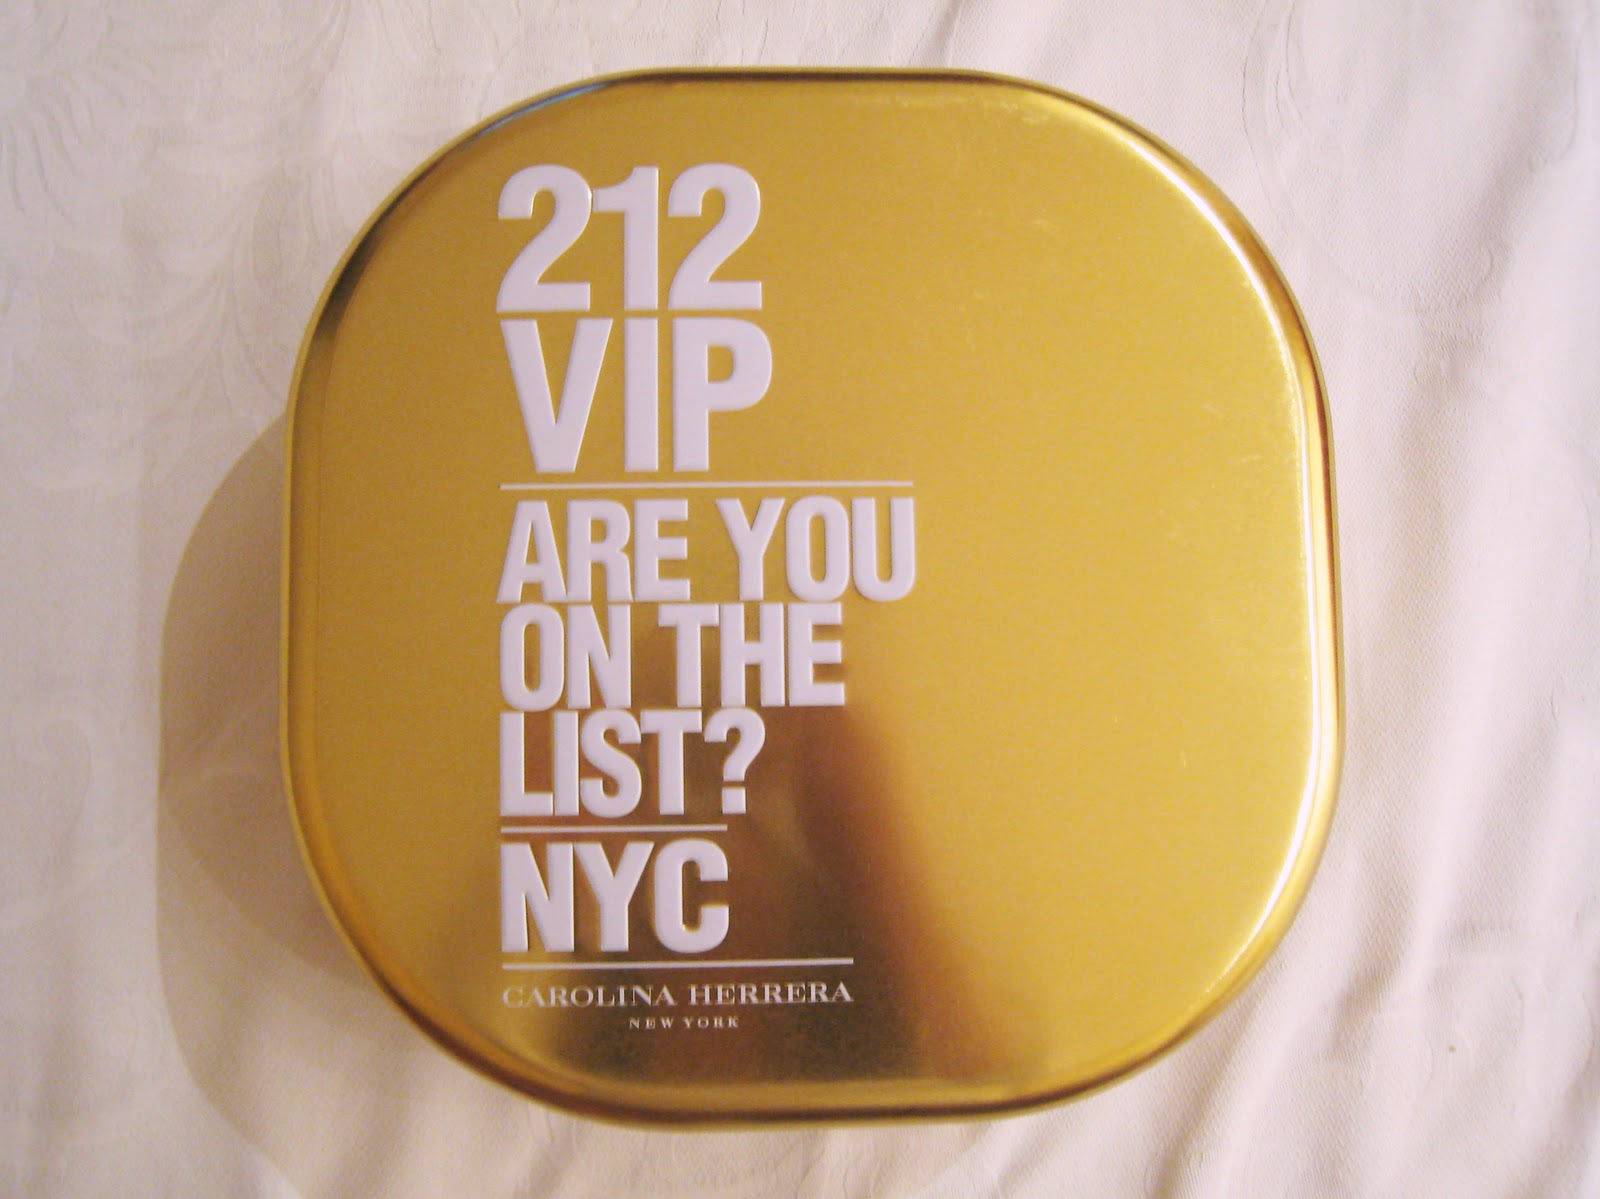 212
VIP
ARE YOU
ON THE
LIST?
NYC
CAROLINA HERRERA
NEW YORK